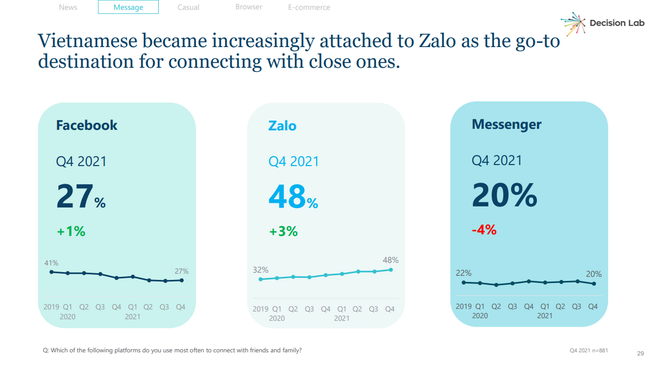 News Message Casual Browser E-commerce
Decision Lab
Vietnamese became increasingly attached to Zalo as the go-to
destination for connecting with close ones.
Facebook
Q4 2021
27%
+1%
41%
27%
2019 Q1 Q2 Q3 Q4 Q1 Q2 Q3 Q4
2020 2021
Zalo
Q4 2021
48%
+3%
32%
48%
2019 Q1 Q2 Q3 Q4 Q1 Q2 Q3 Q4
2020 2021
Messenger
Q4 2021
20%
-4%
22%
20%
2019 Q1 Q2 Q3 Q4 Q1 Q2 Q3 Q4
2020 2021
Q: Which of the following platforms do you use most often to connect with friends and family?
Q4 2021 n=881
29